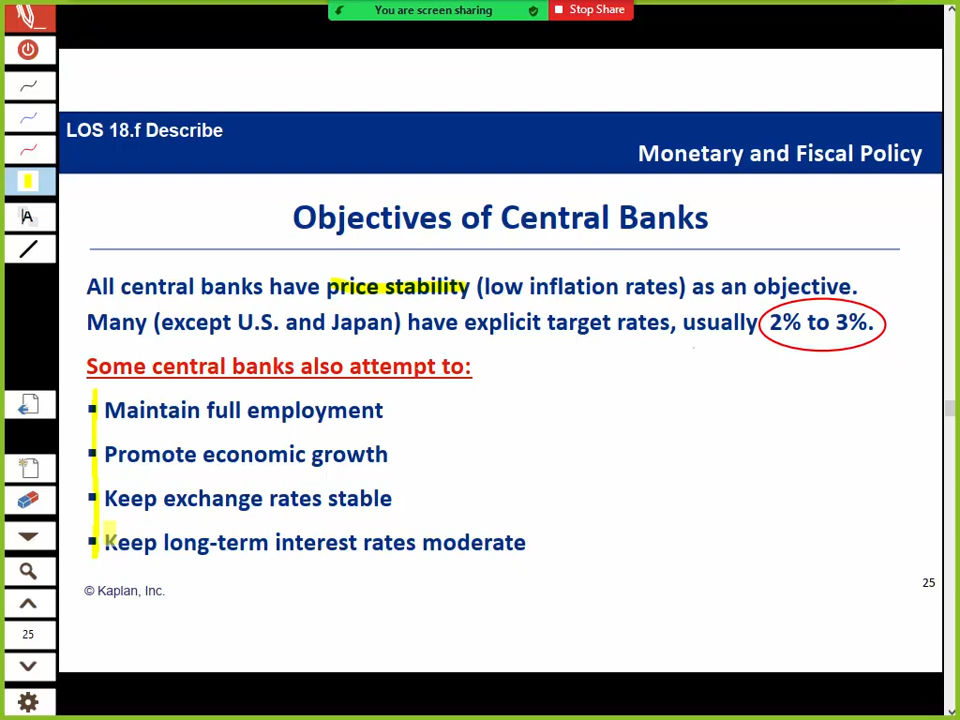 You are screen sharing
Stop Share
LOS 18.f Describe
Monetary and Fiscal Policy
Objectives of Central Banks
All central banks have price stability (low inflation rates) as an objective.
Many (except U.S. and Japan) have explicit target rates, usually 2% to 3%.
Some central banks also attempt to:
▪ Maintain full employment
▪ Promote economic growth
▪ Keep exchange rates stable
▪ Keep long-term interest rates moderate
© Kaplan, Inc.
25
A
25